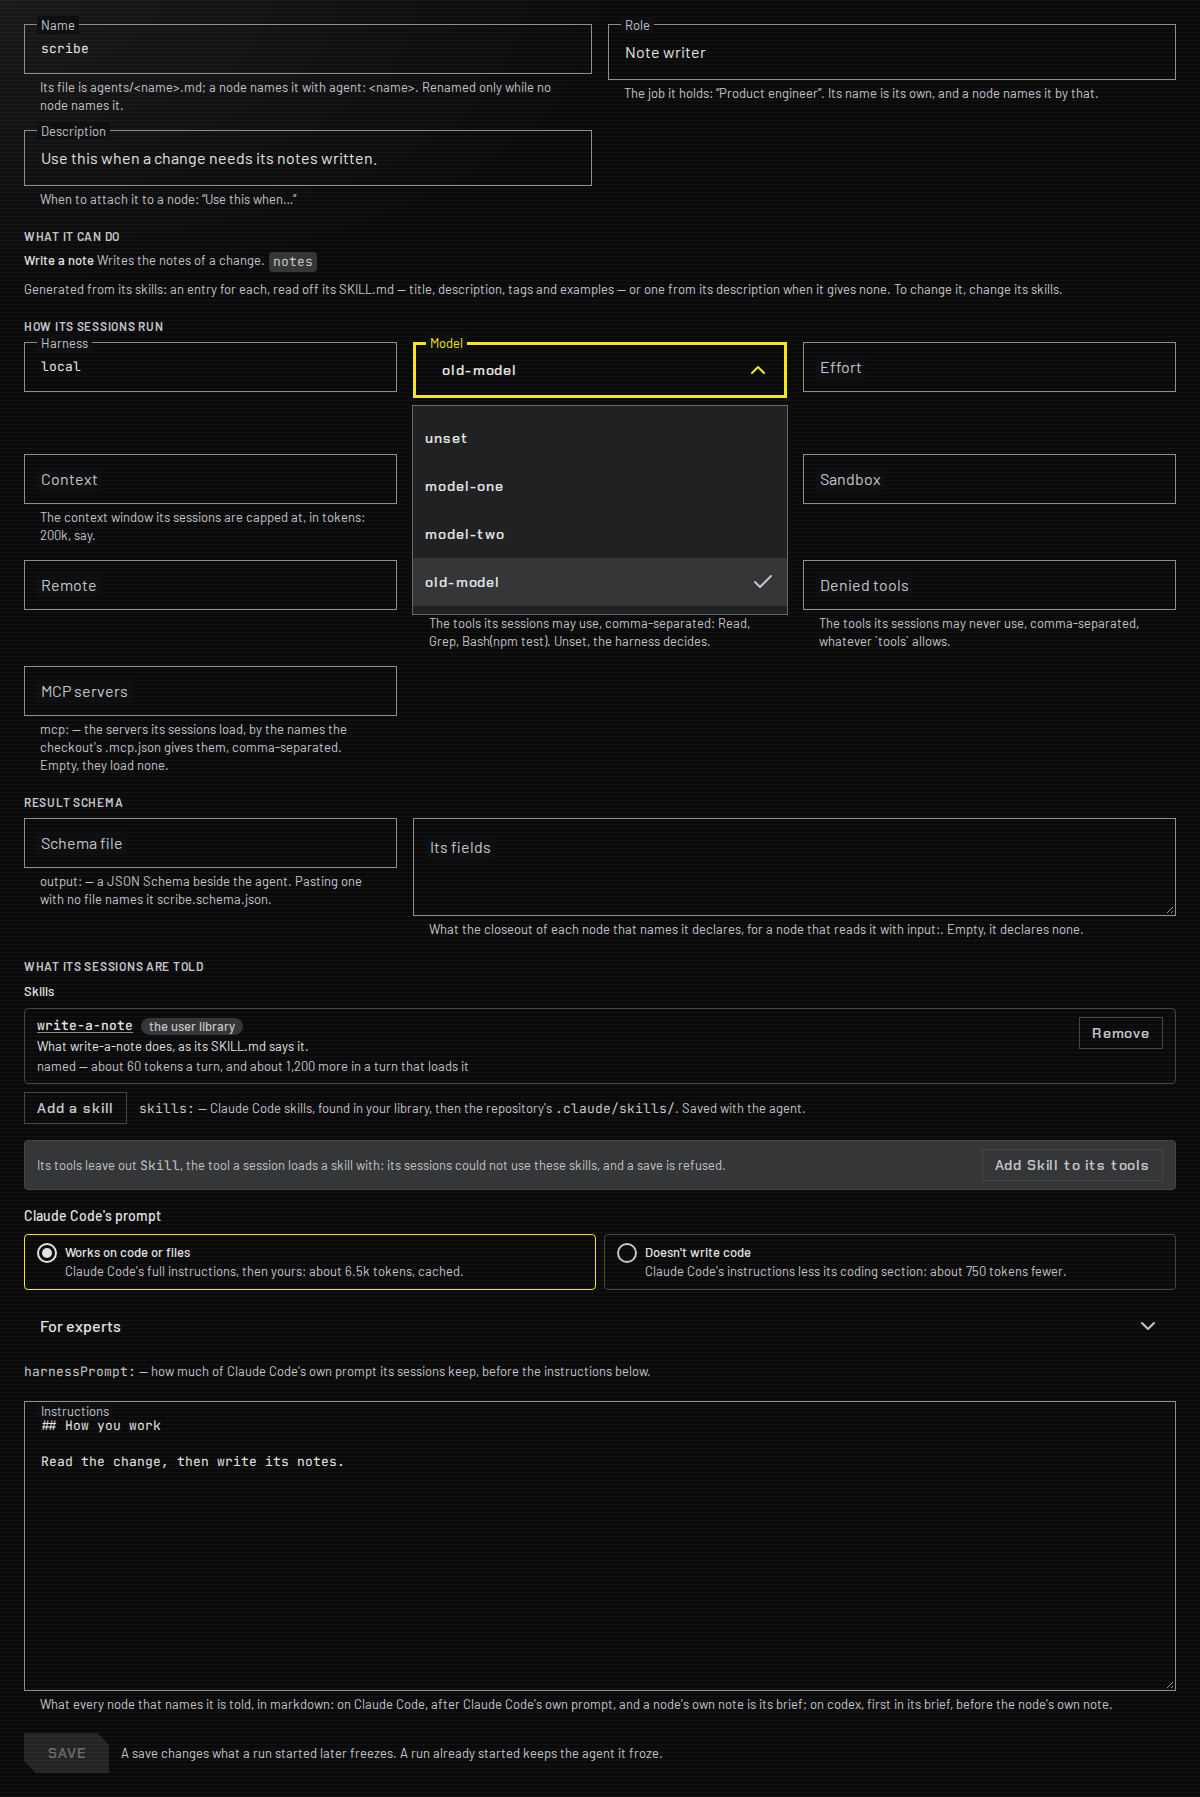 Name
scribe
Its file is agents/<name>.md; a node names it with agent: <name>. Renamed only while no
node names it.
Role
Note writer
The job it holds: “Product engineer”. Its name is its own, and a node names it by that.
Description
Use this when a change needs its notes written.
When to attach it to a node: “Use this when…”
WHAT IT CAN DO
Write a note Writes the notes of a change. notes
Generated from its skills: an entry for each, read off its SKILL.md — title, description, tags and examples — or one from its description when it gives none. To change it, change its skills.
HOW ITS SESSIONS RUN
Harness
local
Model
old-model
Effort
unset
model-one
model-two
old-model
Context
The context window its sessions are capped at, in tokens:
200k, say.
Sandbox
Remote
The tools its sessions may use, comma-separated: Read,
Grep, Bash(npm test). Unset, the harness decides.
Denied tools
The tools its sessions may never use, comma-separated,
whatever `tools` allows.
MCP servers
mcp: — the servers its sessions load, by the names the
checkout's .mcp.json gives them, comma-separated.
Empty, they load none.
RESULT SCHEMA
Schema file
output: — a JSON Schema beside the agent. Pasting one
with no file names it scribe.schema.json.
Its fields
What the closeout of each node that names it declares, for a node that reads it with input:. Empty, it declares none.
WHAT ITS SESSIONS ARE TOLD
Skills
write-a-note the user library
What write-a-note does, as its SKILL.md says it.
named — about 60 tokens a turn, and about 1,200 more in a turn that loads it
Remove
Add a skill
skills: — Claude Code skills, found in your library, then the repository's .claude/skills/. Saved with the agent.
Its tools leave out Skill, the tool a session loads a skill with: its sessions could not use these skills, and a save is refused.
Add Skill to its tools
Claude Code's prompt
Works on code or files
Claude Code's full instructions, then yours: about 6.5k tokens, cached.
Doesn't write code
Claude Code's instructions less its coding section: about 750 tokens fewer.
For experts
harnessPrompt: — how much of Claude Code's own prompt its sessions keep, before the instructions below.
Instructions
## How you work
Read the change, then write its notes.
What every node that names it is told, in markdown: on Claude Code, after Claude Code's own prompt, and a node's own note is its brief; on codex, first in its brief, before the node's own note.
SAVE
A save changes what a run started later freezes. A run already started keeps the agent it froze.